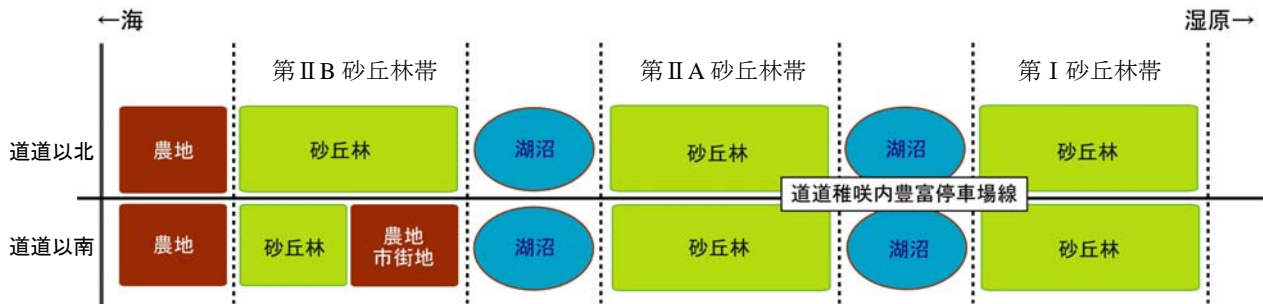 ←海
湿原→
第ⅡB 砂丘林帯
第ⅡA 砂丘林帯
第Ⅰ砂丘林帯
道道以北
農地
砂丘林
湖沼
砂丘林
湖沼
砂丘林
道道稚咲内豊富停車場線
道道以南
農地
砂丘林
農地
市街地
湖沼
砂丘林
湖沼
砂丘林